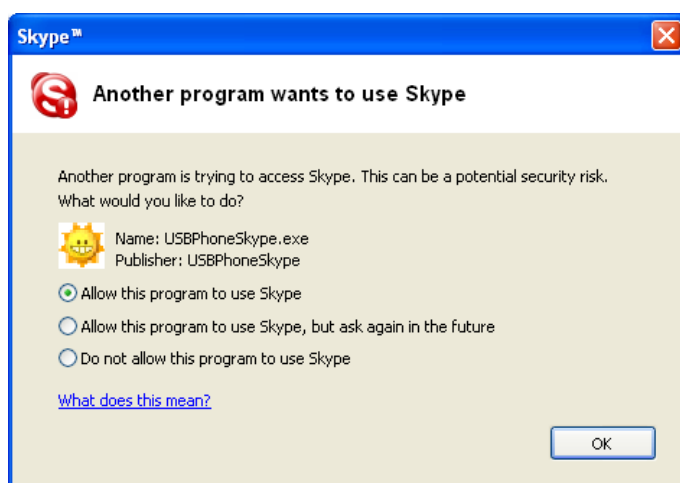 Skype™
Another program wants to use Skype
Another program is trying to access Skype. This can be a potential security risk.
What would you like to do?
Name: USBPhoneSkype.exe
Publisher: USBPhoneSkype
Allow this program to use Skype
Allow this program to use Skype, but ask again in the future
Do not allow this program to use Skype
What does this mean?
OK